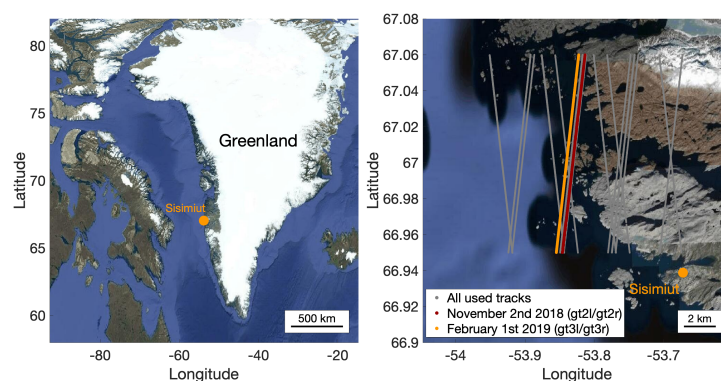 80
75
70
65
60
Latitude
Greenland
Sisimiut
500 km
-80
-60
-40
-20
Longitude
67.08
67.06
67.04
67.02
67
66.98
66.96
66.94
66.92
66.9
Latitude
Sisimiut
All used tracks
November 2nd 2018 (gt2l/gt2r)
February 1st 2019 (gt3l/gt3r)
2 km
-54
-53.9
-53.8
-53.7
Longitude